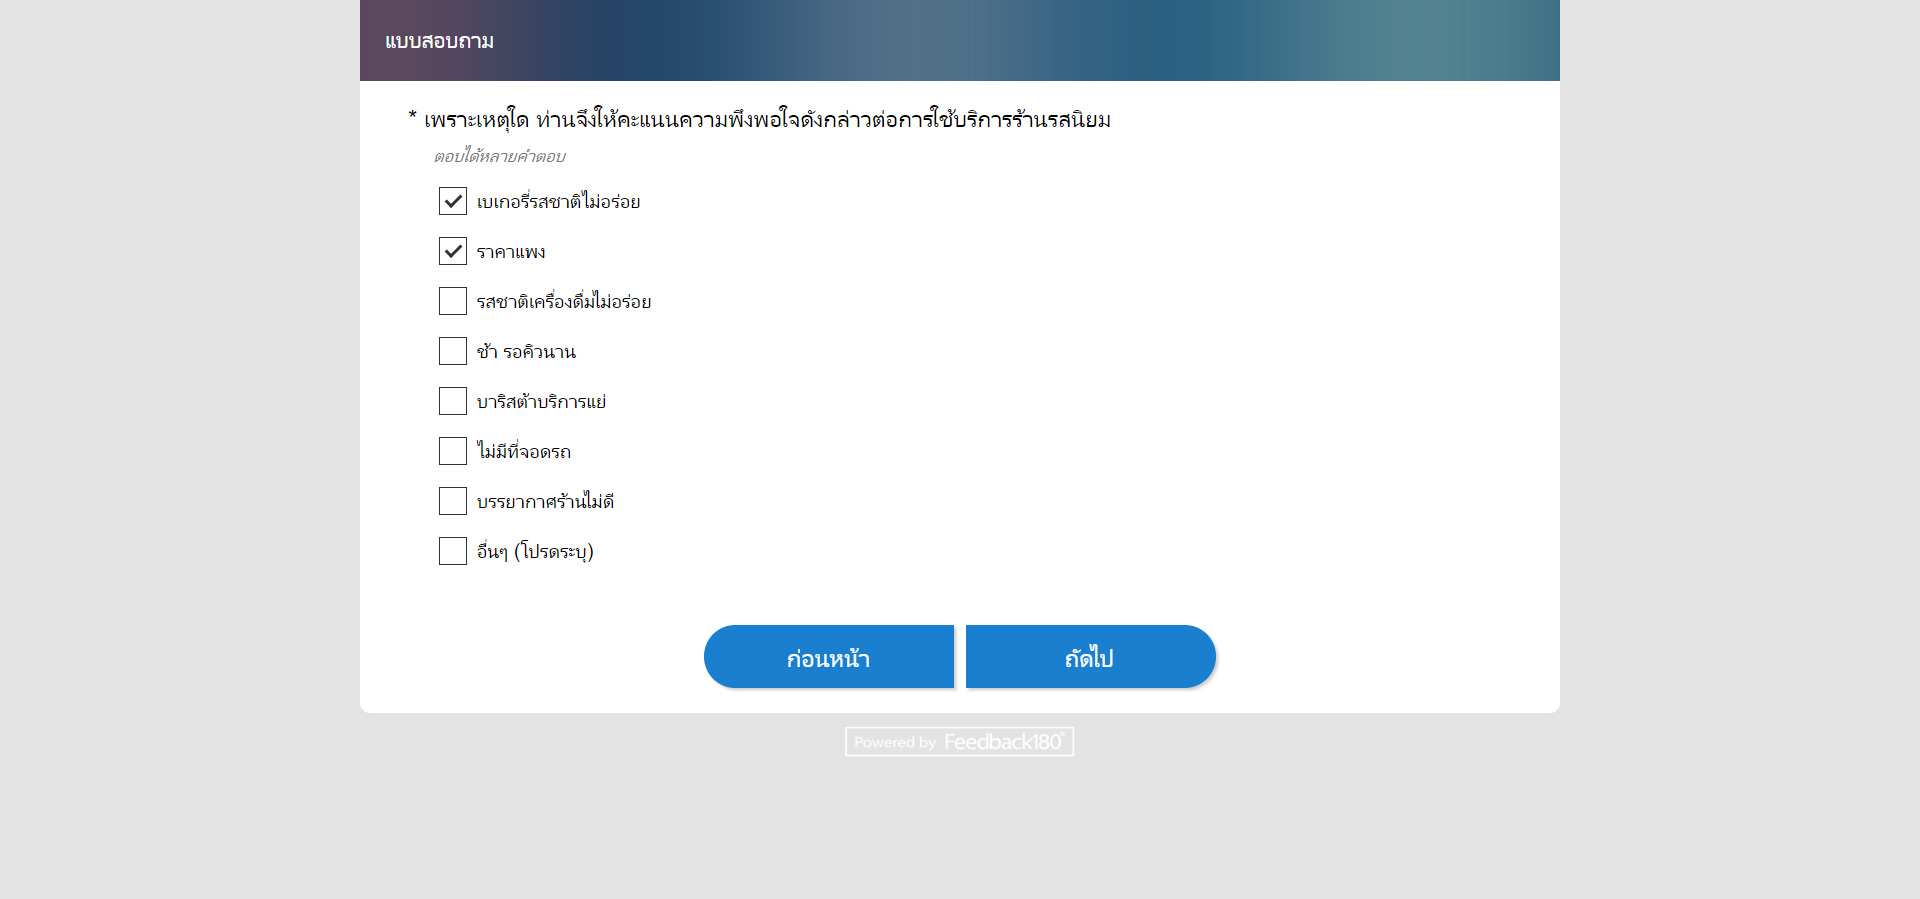 แบบสอบถาม
* เพราะเหตุใด ท่านจึงให้คะแนนความพึงพอใจดังกล่าวต่อการใช้บริการร้านรสนิยม
ตอบได้หลายคำตอบ
เบเกอรี่รสชาติไม่อร่อย
ราคาแพง
รสชาติเครื่องดื่มไม่อร่อย
ช้า รอคิวนาน
บาริสต้าบริการแย่
ไม่มีที่จอดรถ
บรรยากาศร้านไม่ดี
อื่นๆ (โปรดระบุ)
ก่อนหน้า ถัดไป
Powered by Feedback180°